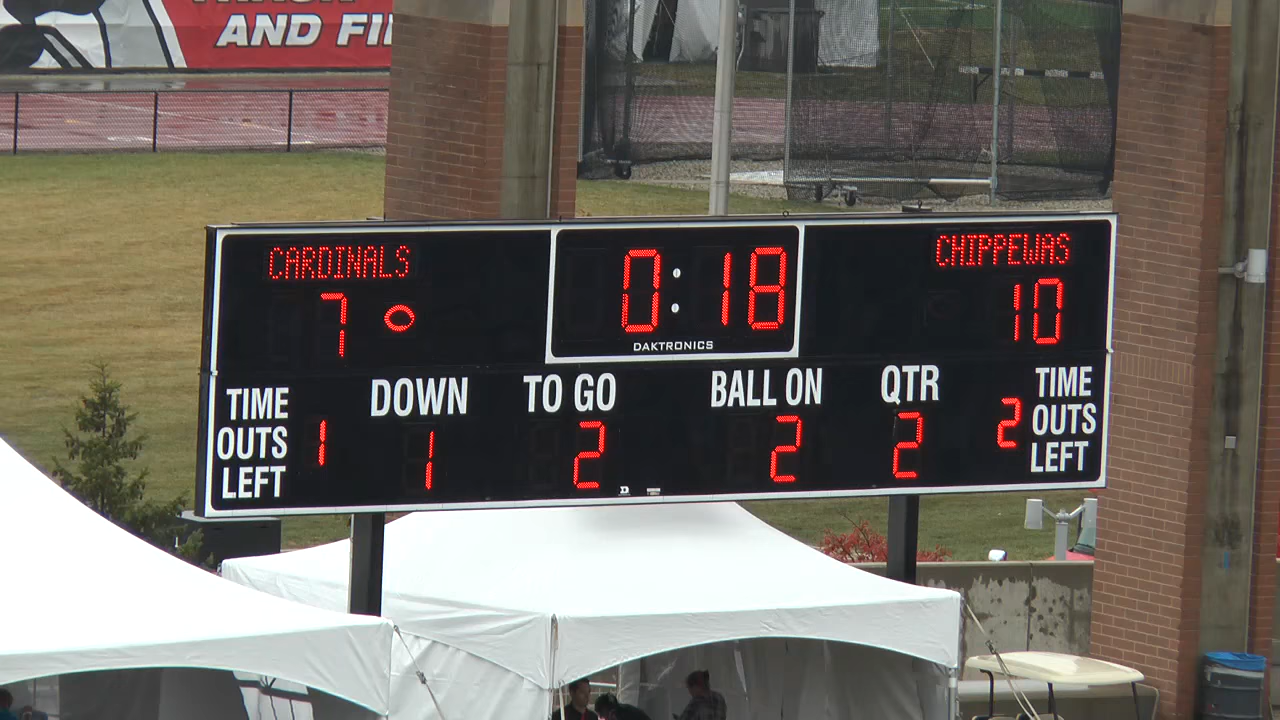 AND FI
CARDINALS
7
0:18
DAKTRONICS
CHIPPEWAS
10
TIME OUTS LEFT 1
DOWN 1
TO GO 2
BALL ON 2
QTR 2
2 TIME OUTS LEFT